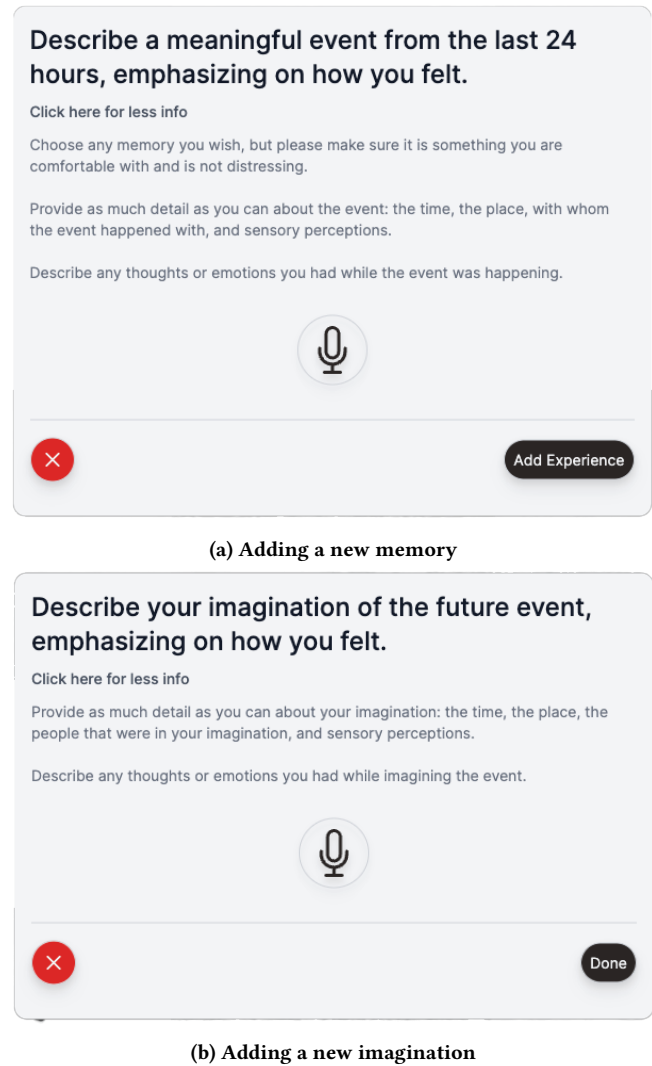 Describe a meaningful event from the last 24
hours, emphasizing on how you felt.
Click here for less info
Choose any memory you wish, but please make sure it is something you are
comfortable with and is not distressing.
Provide as much detail as you can about the event: the time, the place, with whom
the event happened with, and sensory perceptions.
Describe any thoughts or emotions you had while the event was happening.
Add Experience
(a) Adding a new memory
Describe your imagination of the future event,
emphasizing on how you felt.
Click here for less info
Provide as much detail as you can about your imagination: the time, the place, the
people that were in your imagination, and sensory perceptions.
Describe any thoughts or emotions you had while imagining the event.
Done
(b) Adding a new imagination